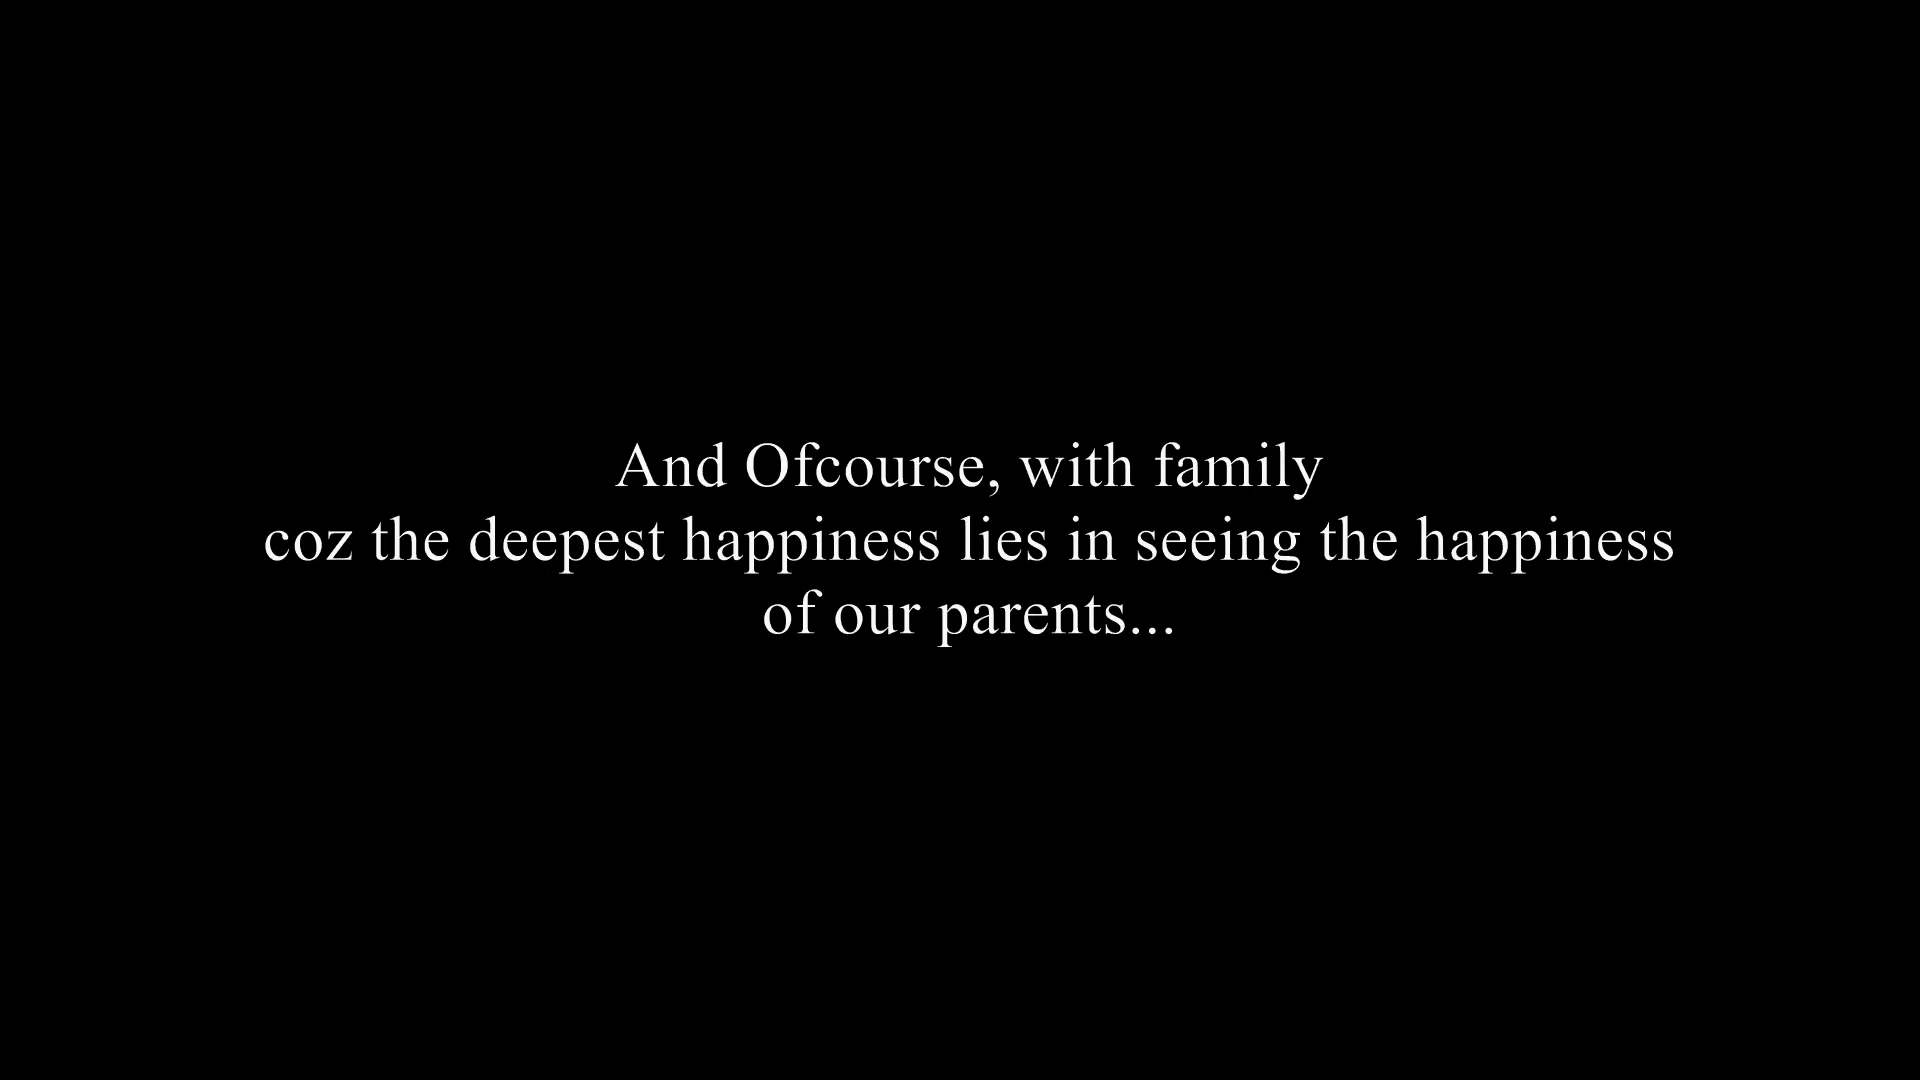 And Ofcourse, with family
coz the deepest happiness lies in seeing the happiness
of our parents...